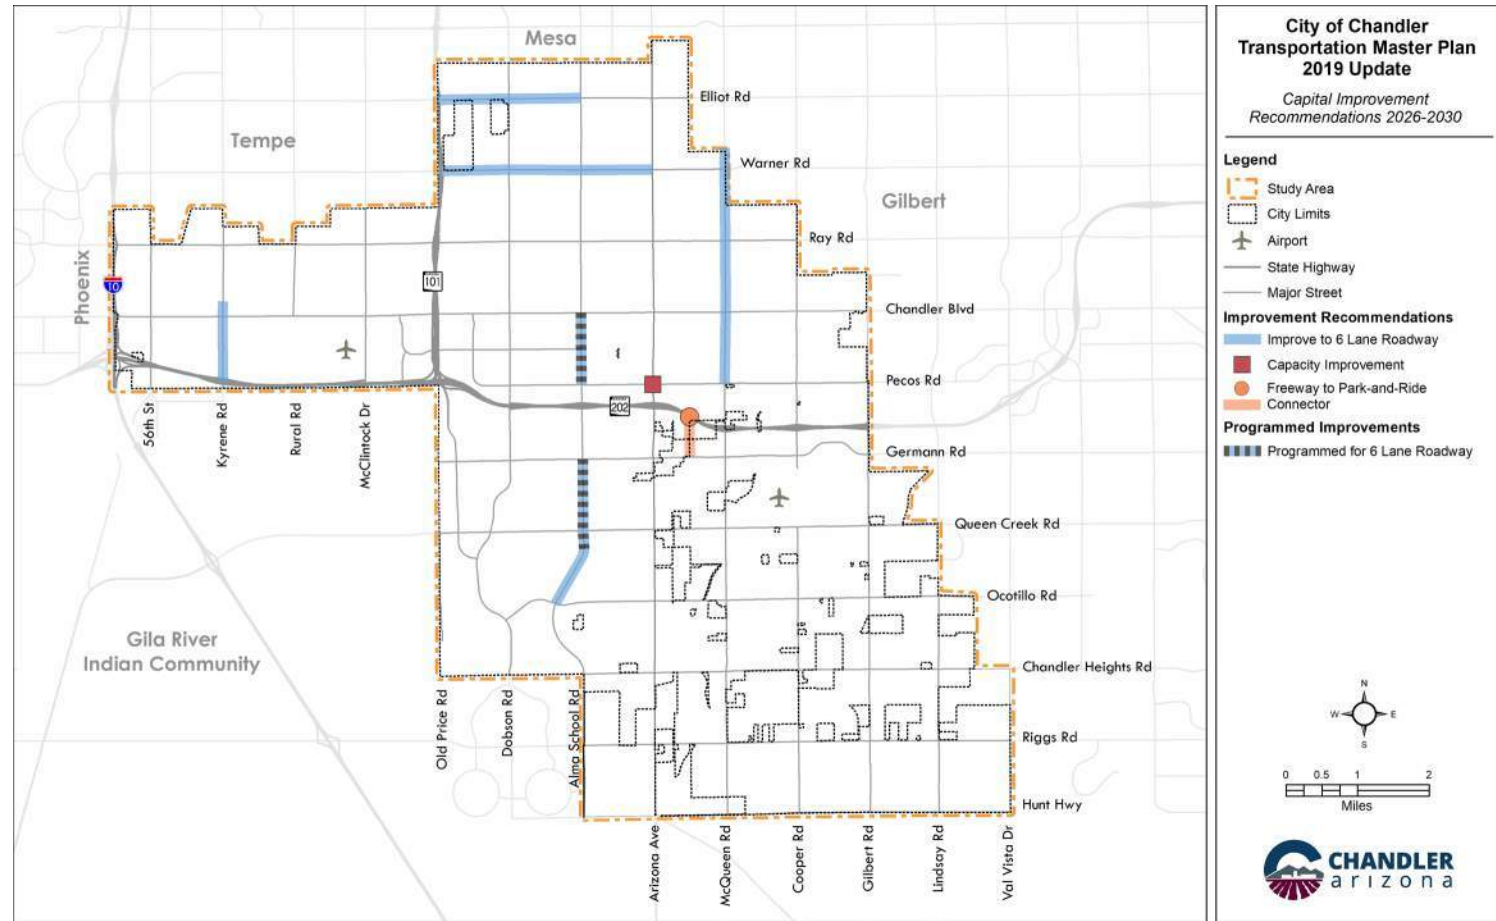 Mesa
Elliot Rd
Tempe
Warner Rd
Gilbert
Ray Rd
Phoenix
10
101
Chandler Blvd
Pecos Rd
202
56th St
Kyrene Rd
Rural Rd
McClintock Dr
Germann Rd
Queen Creek Rd
Ocotillo Rd
Gila River
Indian Community
Chandler Heights Rd
Old Price Rd
Dobson Rd
Alma School Rd
Riggs Rd
Hunt Hwy
Arizona Ave
McQueen Rd
Cooper Rd
Gilbert Rd
Lindsay Rd
Val Vista Dr
City of Chandler
Transportation Master Plan
2019 Update
Capital Improvement
Recommendations 2026-2030
Legend
Study Area
City Limits
Airport
State Highway
Major Street
Improvement Recommendations
Improve to 6 Lane Roadway
Capacity Improvement
Freeway to Park-and-Ride
Connector
Programmed Improvements
Programmed for 6 Lane Roadway
N
W E
S
0 0.5 1 2
Miles
CHANDLER
arizona